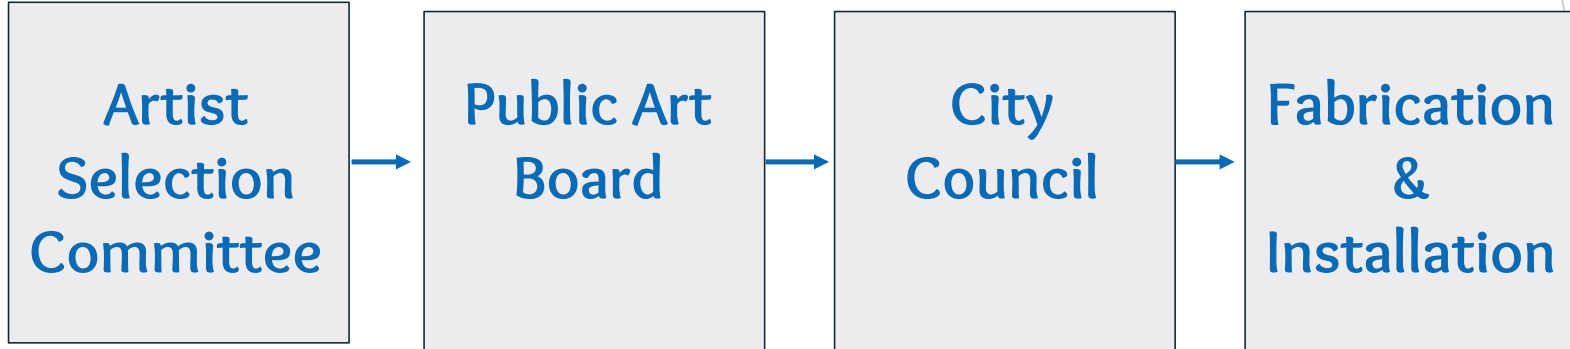 Artist
Selection
Committee
Public Art
Board
City
Council
Fabrication
&
Installation